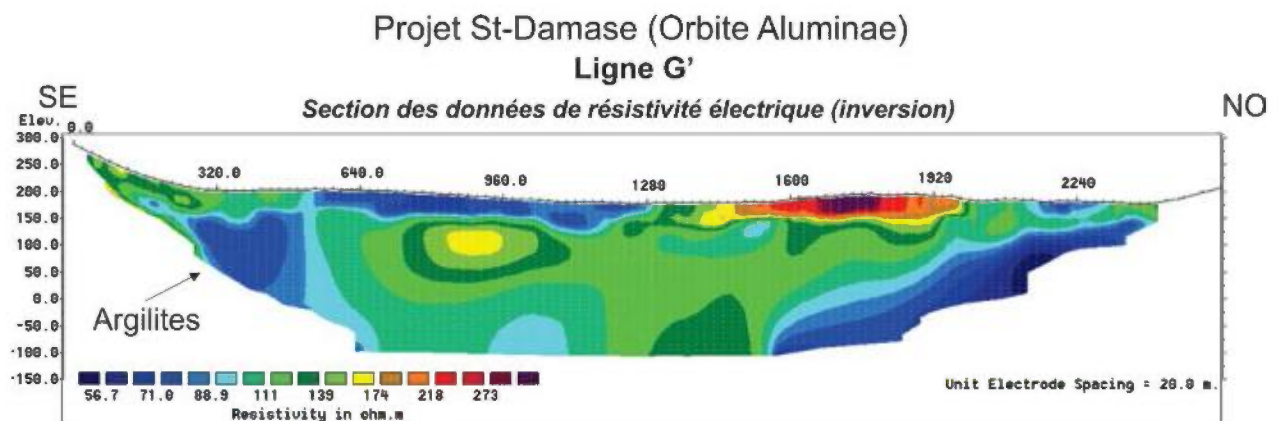 Projet St-Damase (Orbite Aluminae)
Ligne G'
SE
Section des données de résistivité électrique (inversion)
NO
Elev. 0.0
300.0
250.0
320.0 640.0 960.0 1280 1600 1920 2240
200.0
150.0
100.0
50.0
0.0
Argilites
-50.0
-100.0
-150.0
56.7 71.0 88.9 111 139 174 218 273
Unit Electrode Spacing = 20.0 m.
Resistivity in ohm.m